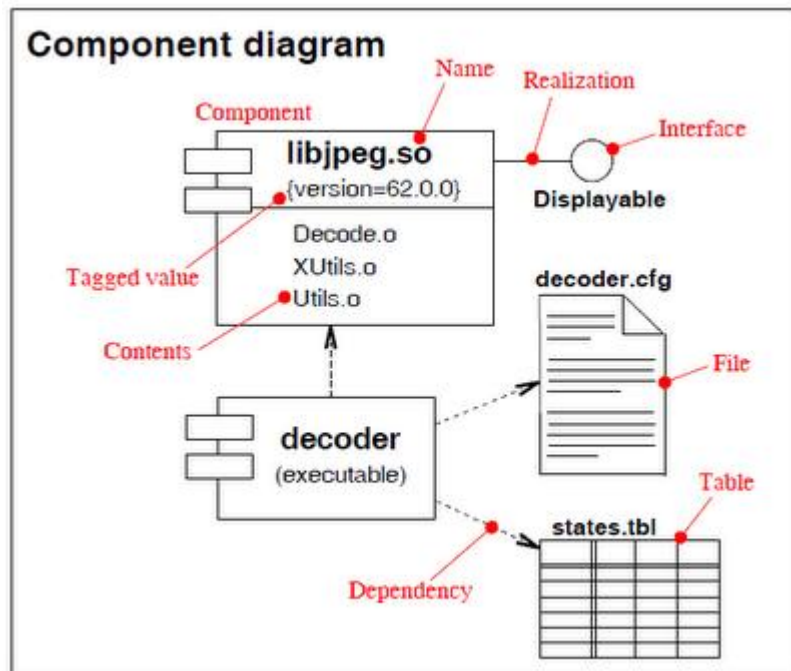 Component diagram
Name
Realization
Component
Interface
libjpeg.so
{version=62.0.0}
Displayable
Tagged value
Decode.o
XUtils.o
Utils.o
Contents
decoder.cfg
File
decoder
(executable)
Table
states.tbl
Dependency